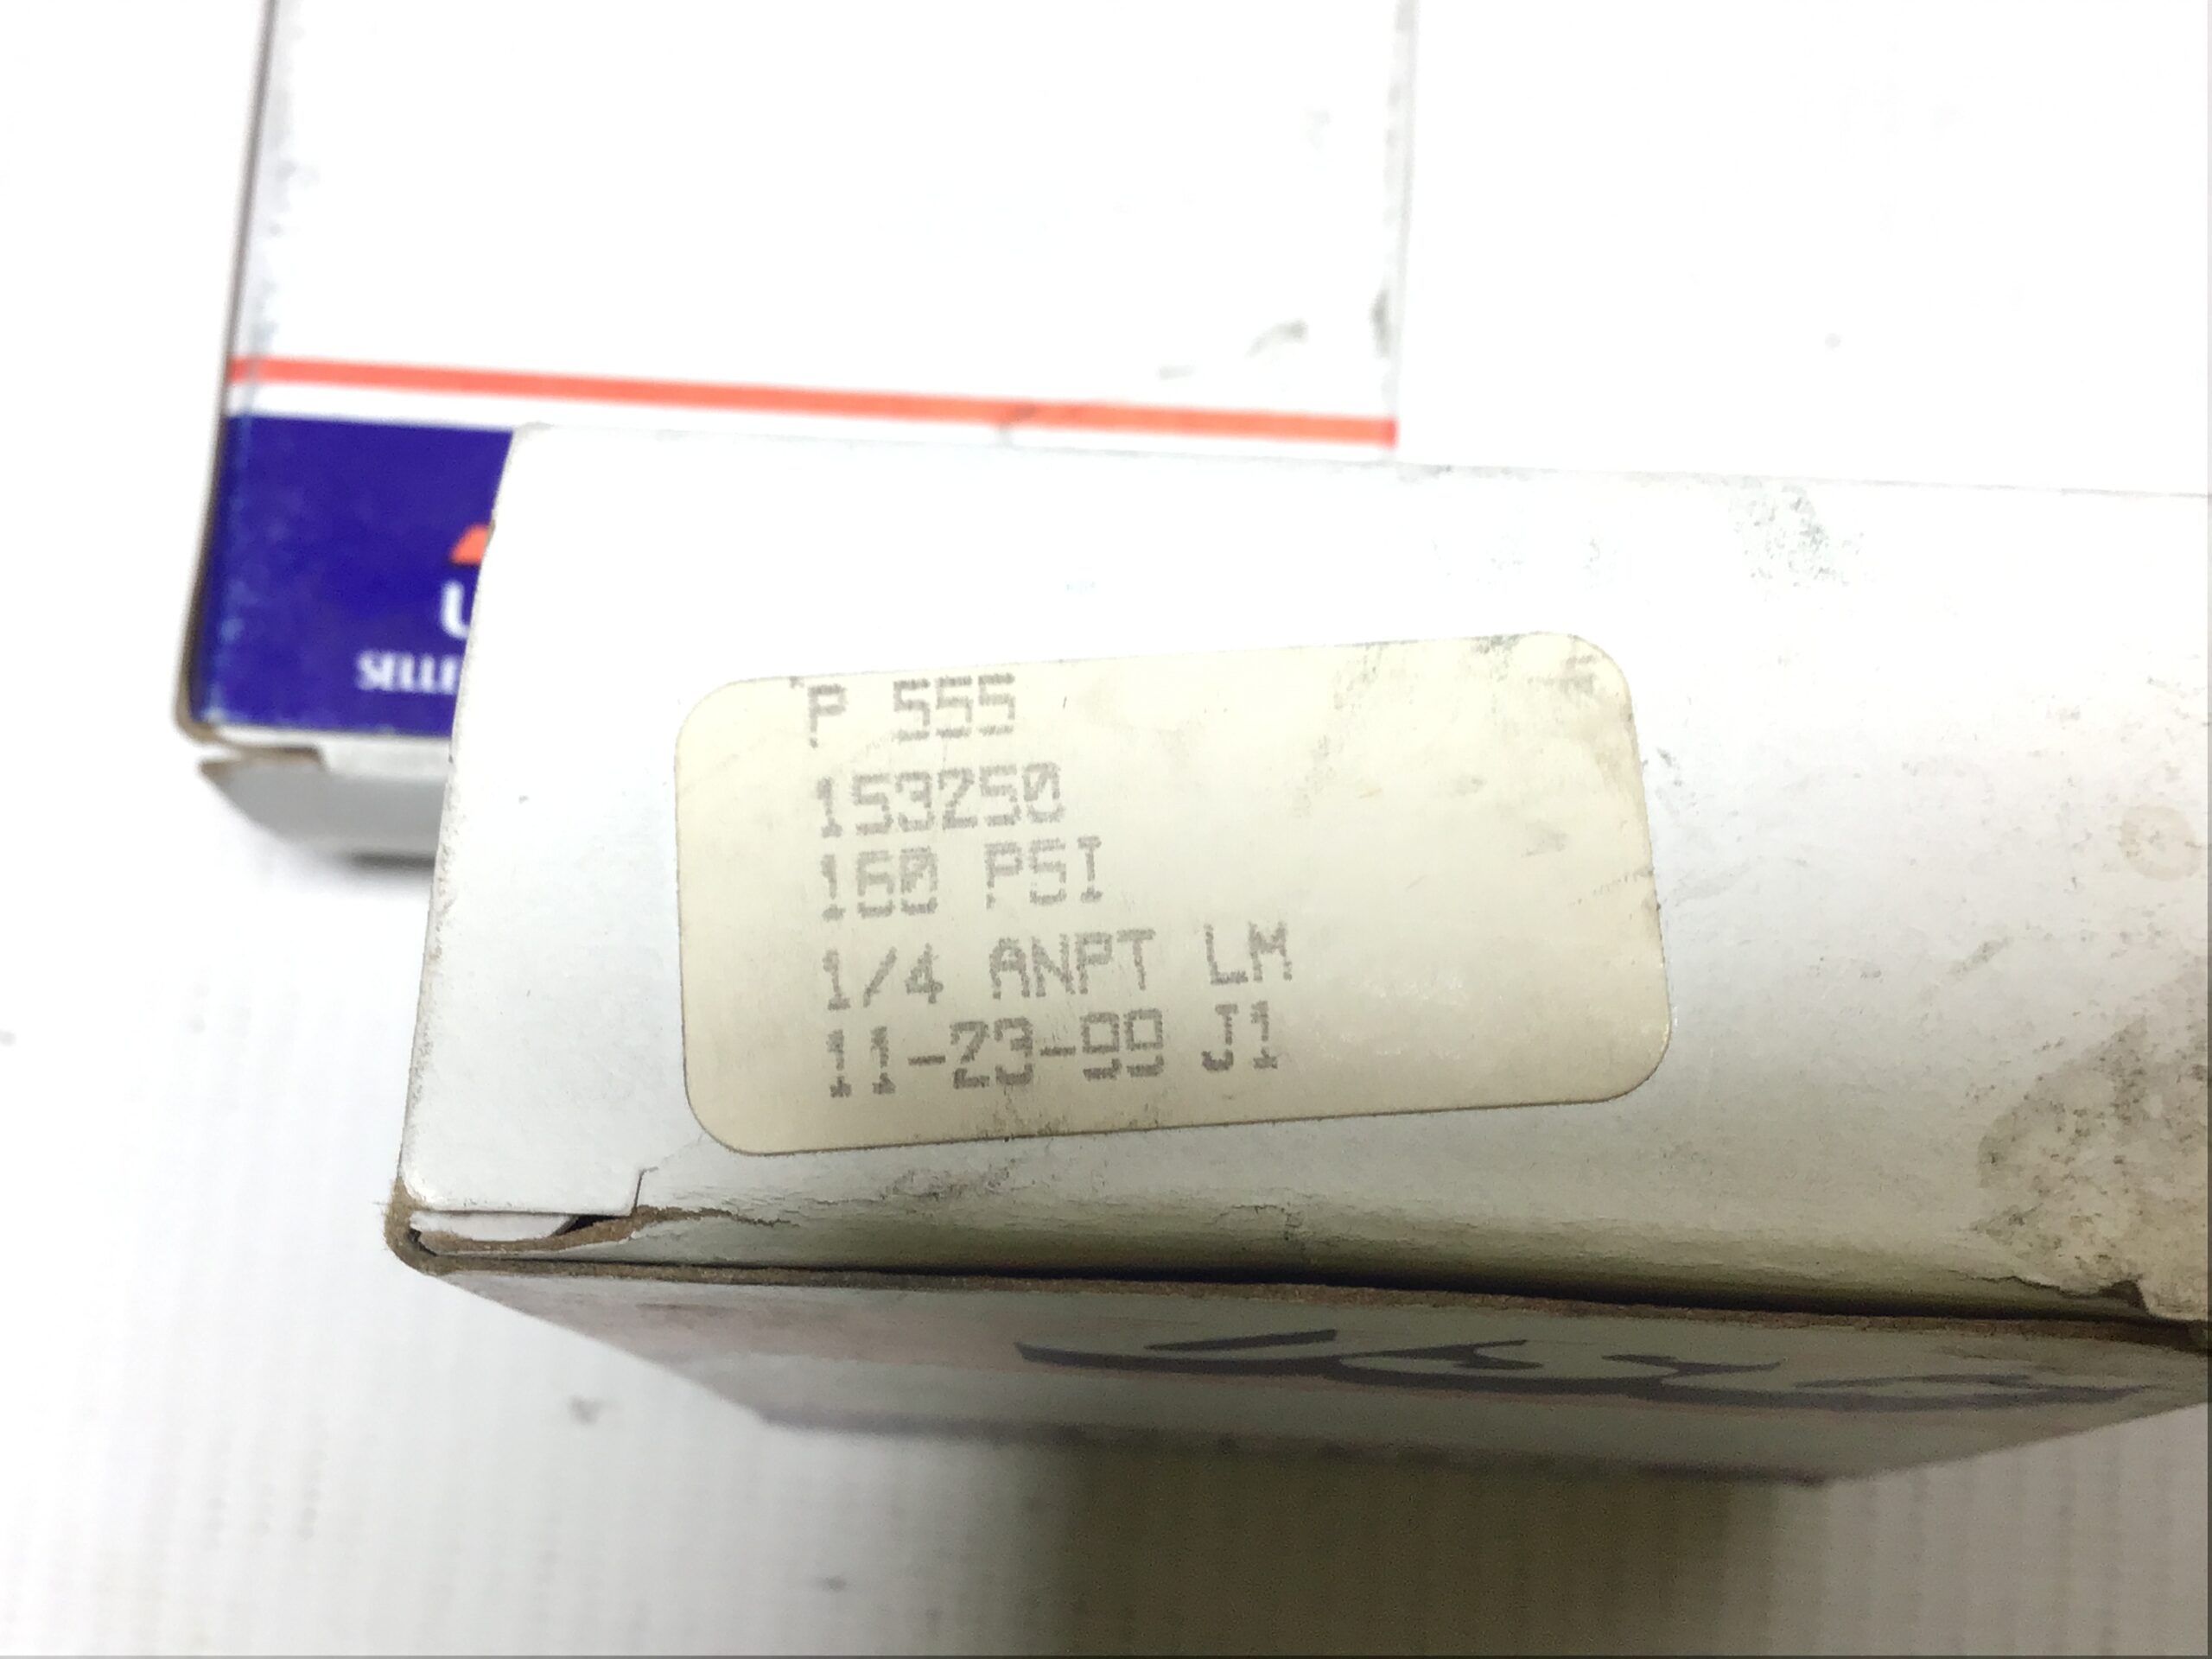 P 555
153250
160 PSI
1/4 ANPT LM
11-23-99 J1